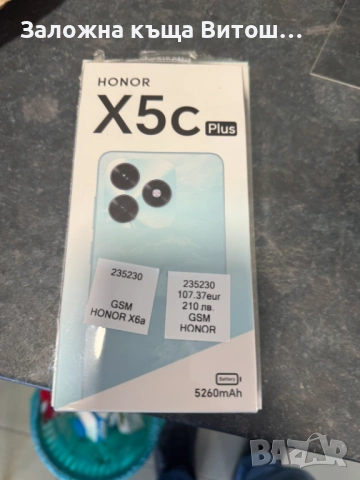 Заложна къща Витош...
HONOR
X5c Plus
235230
GSM
HONOR X6a
235230
107.37eur
210 лв.
GSM
HONOR
Battery
5260mAh
BAZAR